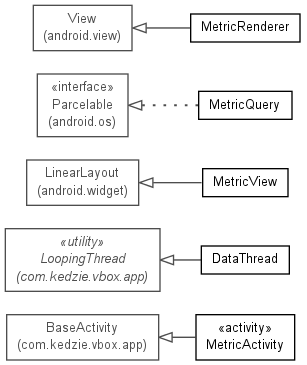 View
(android.view)
MetricRenderer
«interface»
Parcelable
(android.os)
MetricQuery
LinearLayout
(android.widget)
MetricView
«utility»
LoopingThread
(com.kedzie.vbox.app)
DataThread
BaseActivity
(com.kedzie.vbox.app)
«activity»
MetricActivity